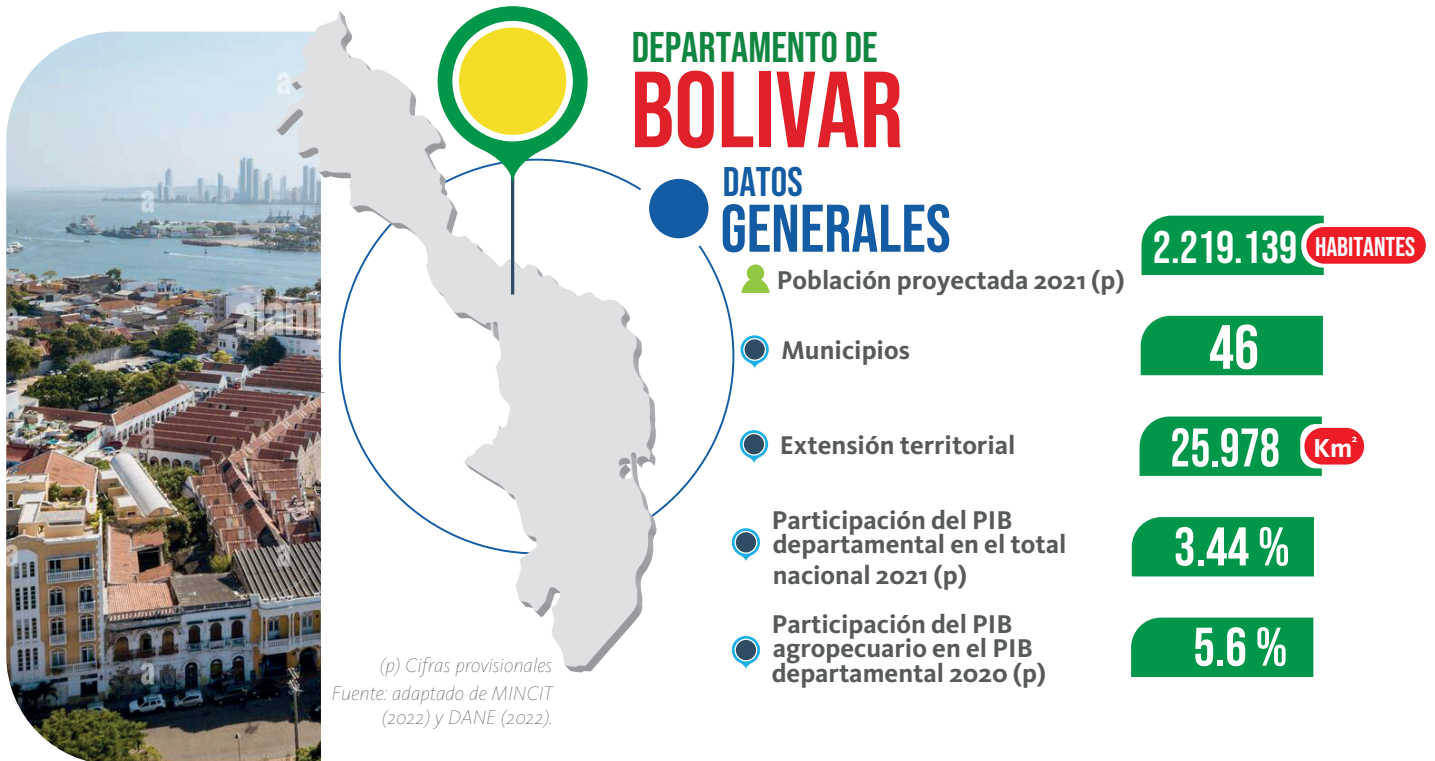 DEPARTAMENTO DE
BOLIVAR
DATOS
GENERALES
Población proyectada 2021 (p)
2.219.139 HABITANTES
Municipios
46
Extensión territorial
25.978 Km²
Participación del PIB
departamental en el total
nacional 2021 (p)
3.44 %
Participación del PIB
agropecuario en el PIB
departamental 2020 (p)
5.6 %
(p) Cifras provisionales
Fuente: adaptado de MINCIT
(2022) y DANE (2022).